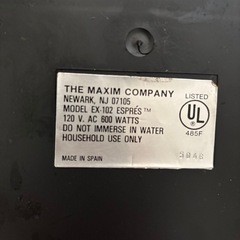 THE MAXIM COMPANY
NEWARK, NJ 07105
MODEL EX-102 ESPRÉS™
120 V. AC 600 WATTS
DO NOT IMMERSE IN WATER
HOUSEHOLD USE ONLY
MADE IN SPAIN
LISTED
UL
485F